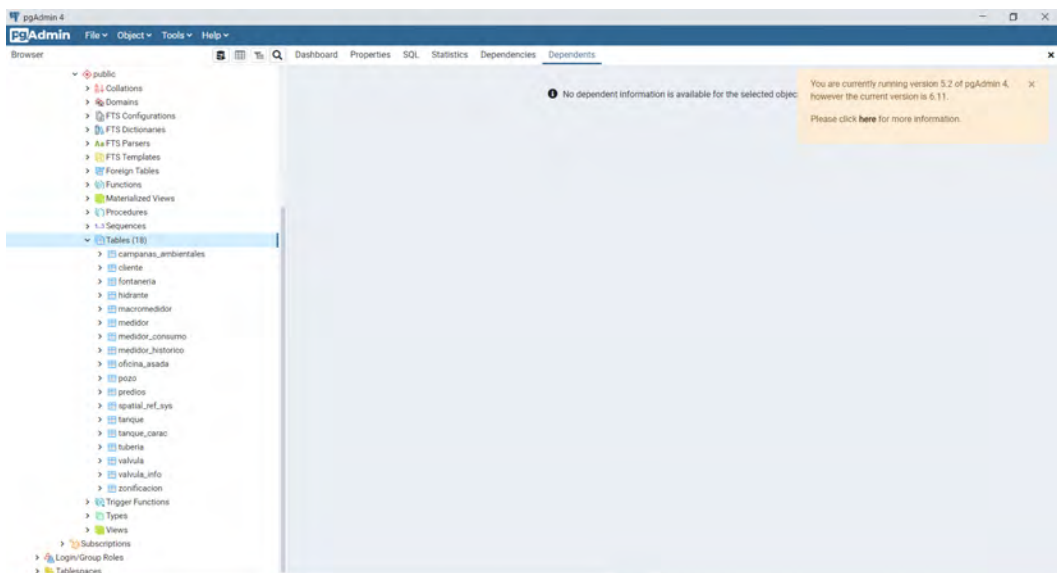 pgAdmin 4
pgAdmin File Object Tools Help
Browser Dashboard Properties SQL Statistics Dependencies Dependents
No dependent information is available for the selected objec
You are currently running version 5.2 of pgAdmin 4,
however the current version is 6.11.
Please click here for more information.
public
Collations
Domains
FTS Configurations
FTS Dictionaries
FTS Parsers
FTS Templates
Foreign Tables
Functions
Materialized Views
Procedures
1..3 Sequences
Tables (18)
campanas_ambientales
cliente
fontaneria
hidrante
macromedidor
medidor
medidor_consumo
medidor_historico
oficina_asada
pozo
predios
spatial_ref_sys
tanque
tanque_carac
tuberia
valvula
valvula_info
zonificacion
Trigger Functions
Types
Views
Subscriptions
Login/Group Roles
Tablespaces